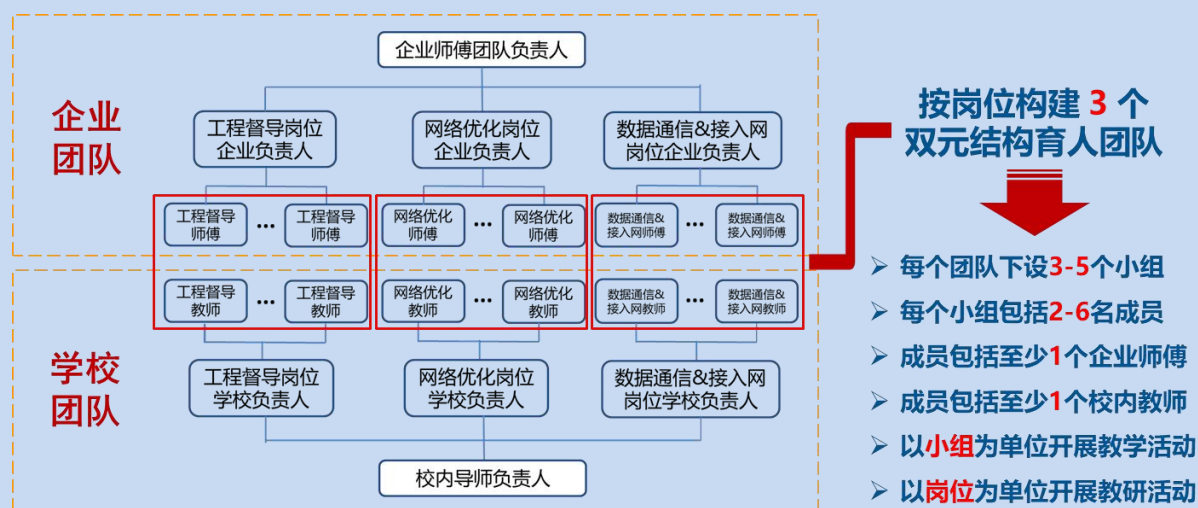 企业师傅团队负责人
企业
团队
工程督导岗位
企业负责人
网络优化岗位
企业负责人
数据通信&接入网
岗位企业负责人
工程督导
师傅
...
工程督导
师傅
网络优化
师傅
...
网络优化
师傅
数据通信&
接入网师傅
...
数据通信&
接入网师傅
工程督导
教师
...
工程督导
教师
网络优化
教师
...
网络优化
教师
数据通信&
接入网教师
...
数据通信&
接入网教师
学校
团队
工程督导岗位
学校负责人
网络优化岗位
学校负责人
数据通信&接入网
岗位学校负责人
校内导师负责人
按岗位构建 3 个
双元结构育人团队
每个团队下设3-5个小组
每个小组包括2-6名成员
成员包括至少1个企业师傅
成员包括至少1个校内教师
以小组为单位开展教学活动
以岗位为单位开展教研活动